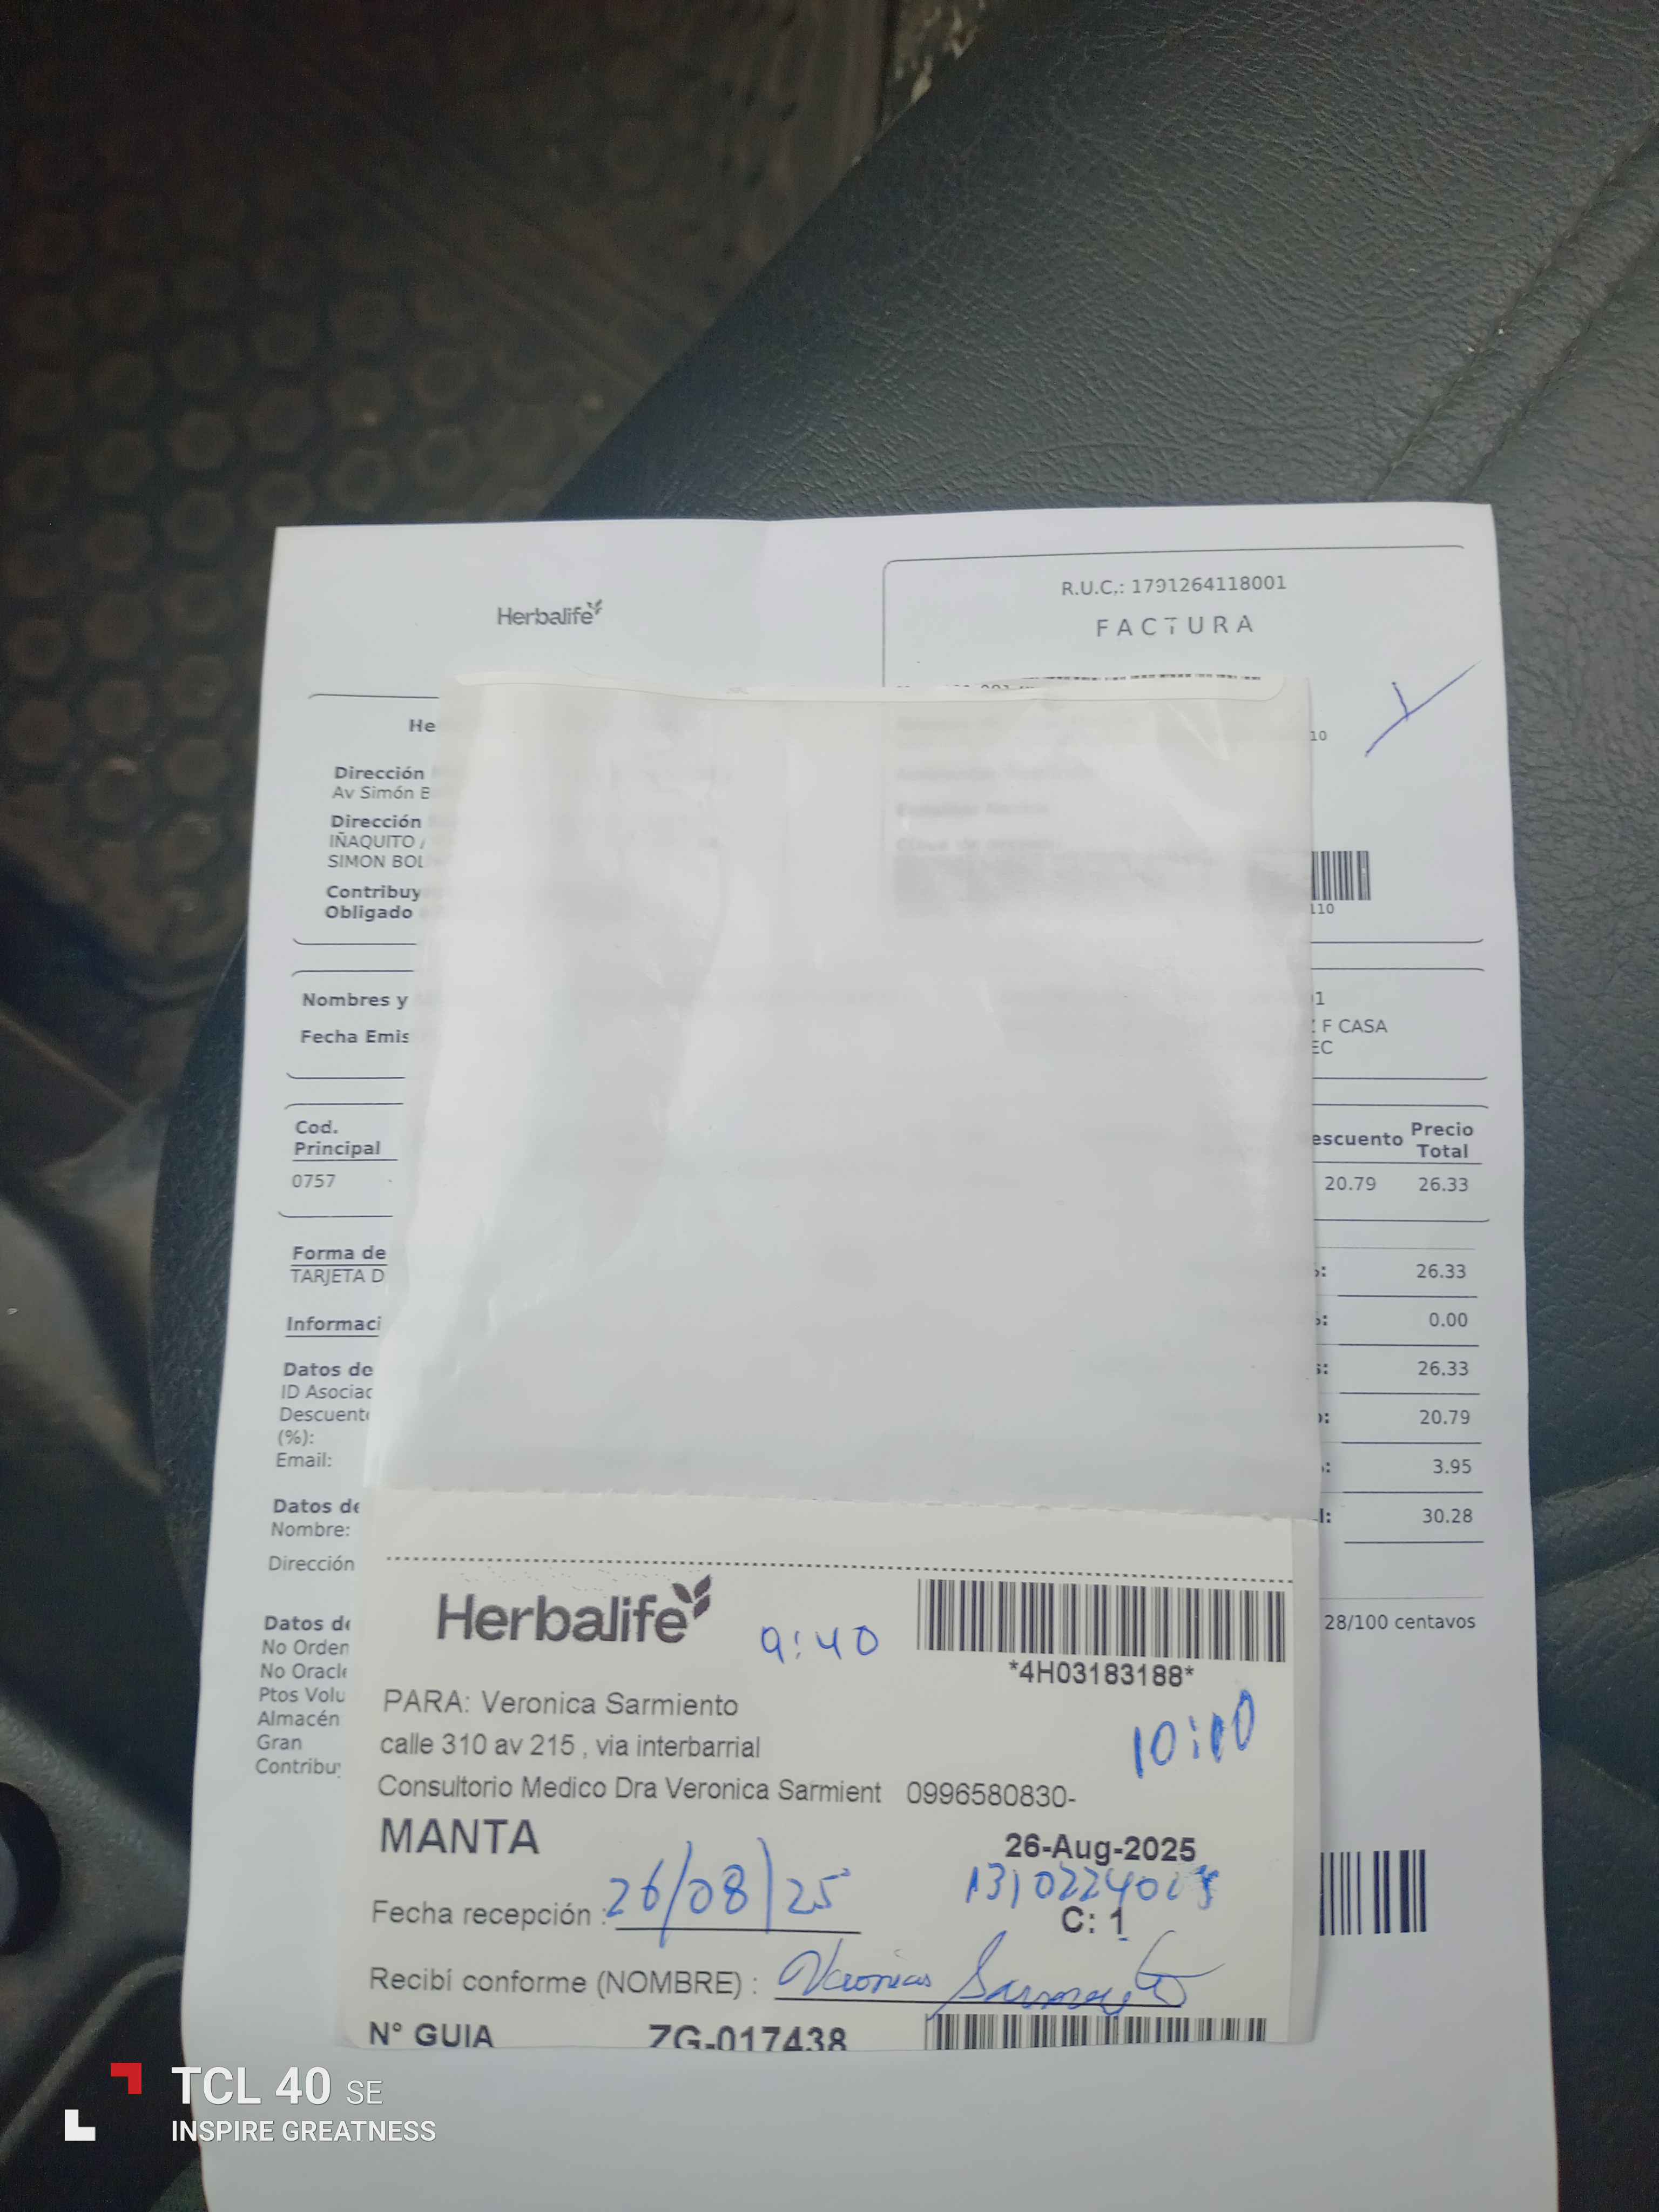 Herbalife
R.U.C.: 1791264118001
FACTURA
He
10
Dirección
Av Simón B
Dirección
IÑAQUITO
SIMON BOL
Contribuy
Obligado
110
Nombres y
1
F CASA
EC
Fecha Emis
Cod.
Principal
escuento
Precio
Total
0757
20.79 26.33
Forma de
TARJETA D
26.33
Informaci
0.00
Datos de
26.33
ID Asociac
Descuent
(%):
20.79
Email:
3.95
Datos de
Nombre:
30.28
Dirección
28/100 centavos
Datos de
No Orden
No Oracle
Ptos Volu
Almacén
Gran
Contribu
Herbalife
9:40
*4H03183188*
PARA: Veronica Sarmiento
10:10
calle 310 av 215 , via interbarrial
Consultorio Medico Dra Veronica Sarmient 0996580830-
MANTA
26-Aug-2025
Fecha recepción : 26/08/25
C: 1
Recibí conforme (NOMBRE) : Veronica Sarmiento
N° GUIA ZG-017438
TCL 40 SE
INSPIRE GREATNESS